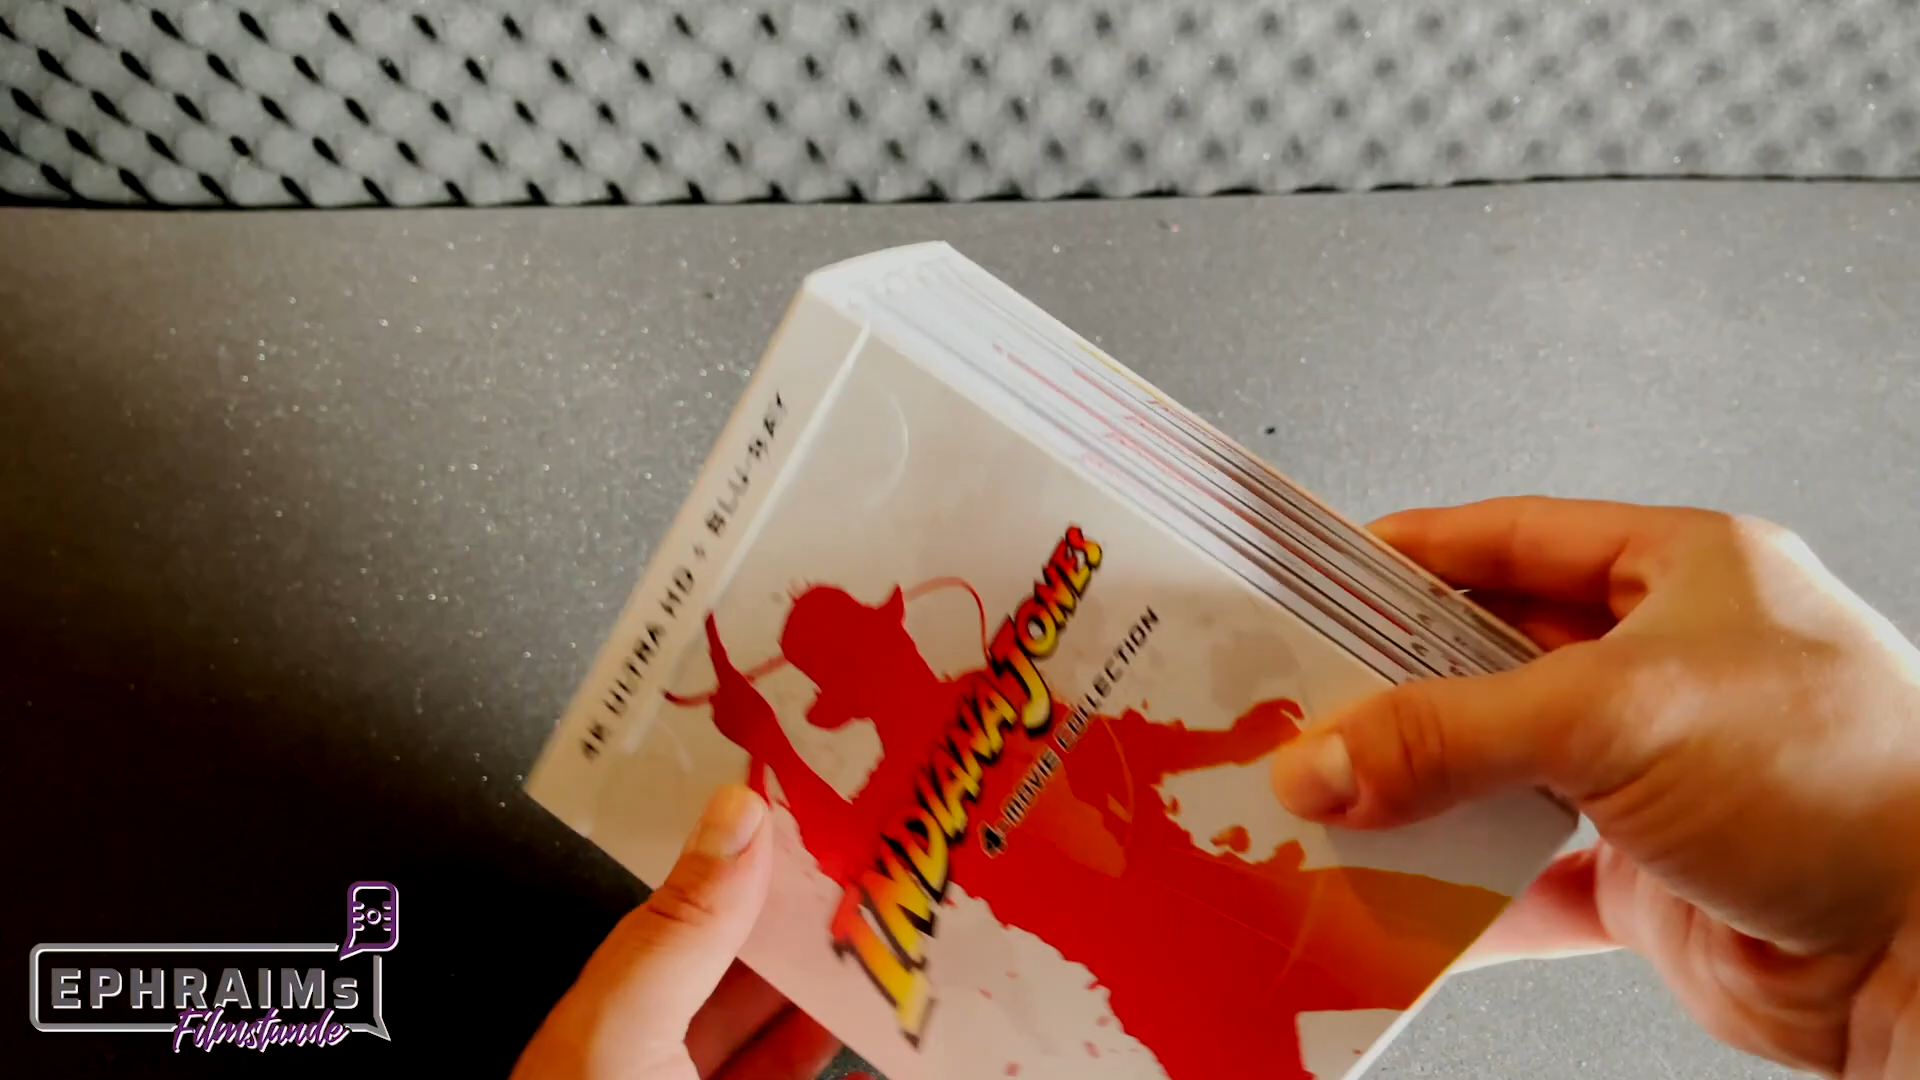 4K ULTRA HD + BLU-RAY
INDIANA JONES
4-MOVIE COLLECTION
EPHRAIMs
Filmstunde